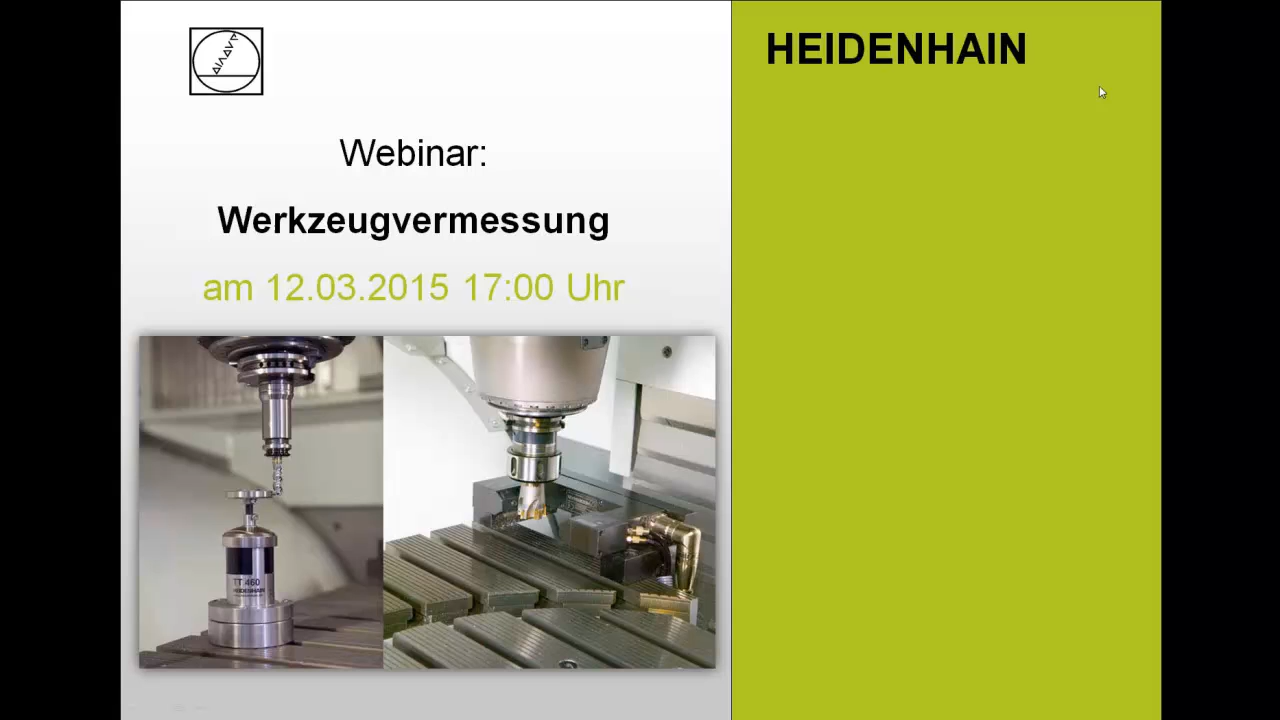 HEIDENHAIN
Webinar:
Werkzeugvermessung
am 12.03.2015 17:00 Uhr
TT 460
HEIDENHAIN